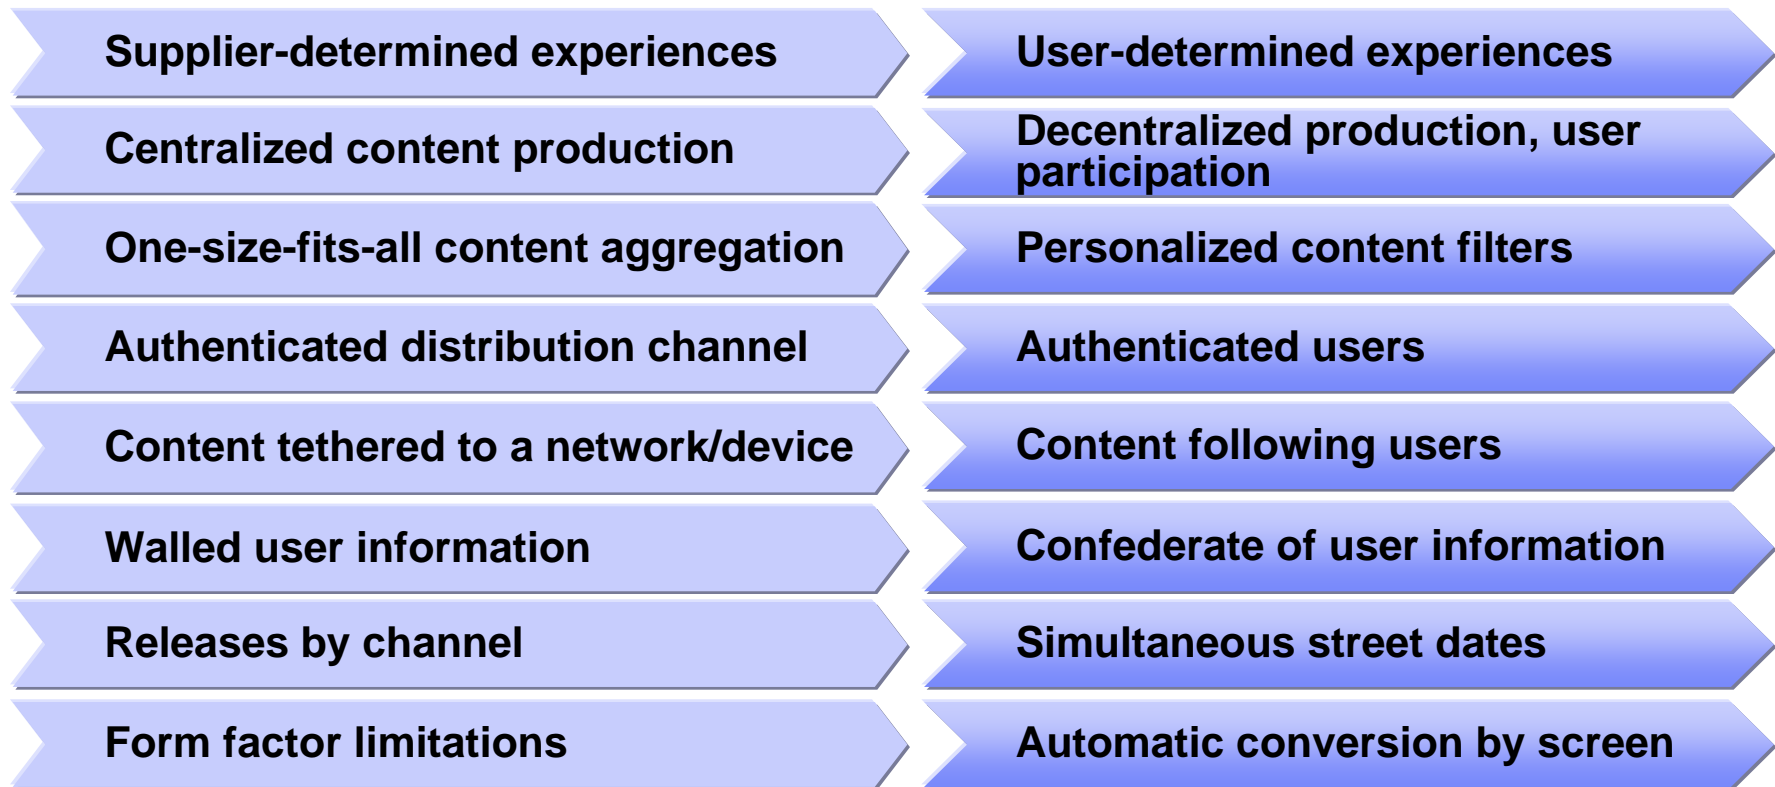 Supplier-determined experiences
User-determined experiences
Centralized content production
Decentralized production, user
participation
One-size-fits-all content aggregation
Personalized content filters
Authenticated distribution channel
Authenticated users
Content tethered to a network/device
Content following users
Walled user information
Confederate of user information
Releases by channel
Simultaneous street dates
Form factor limitations
Automatic conversion by screen